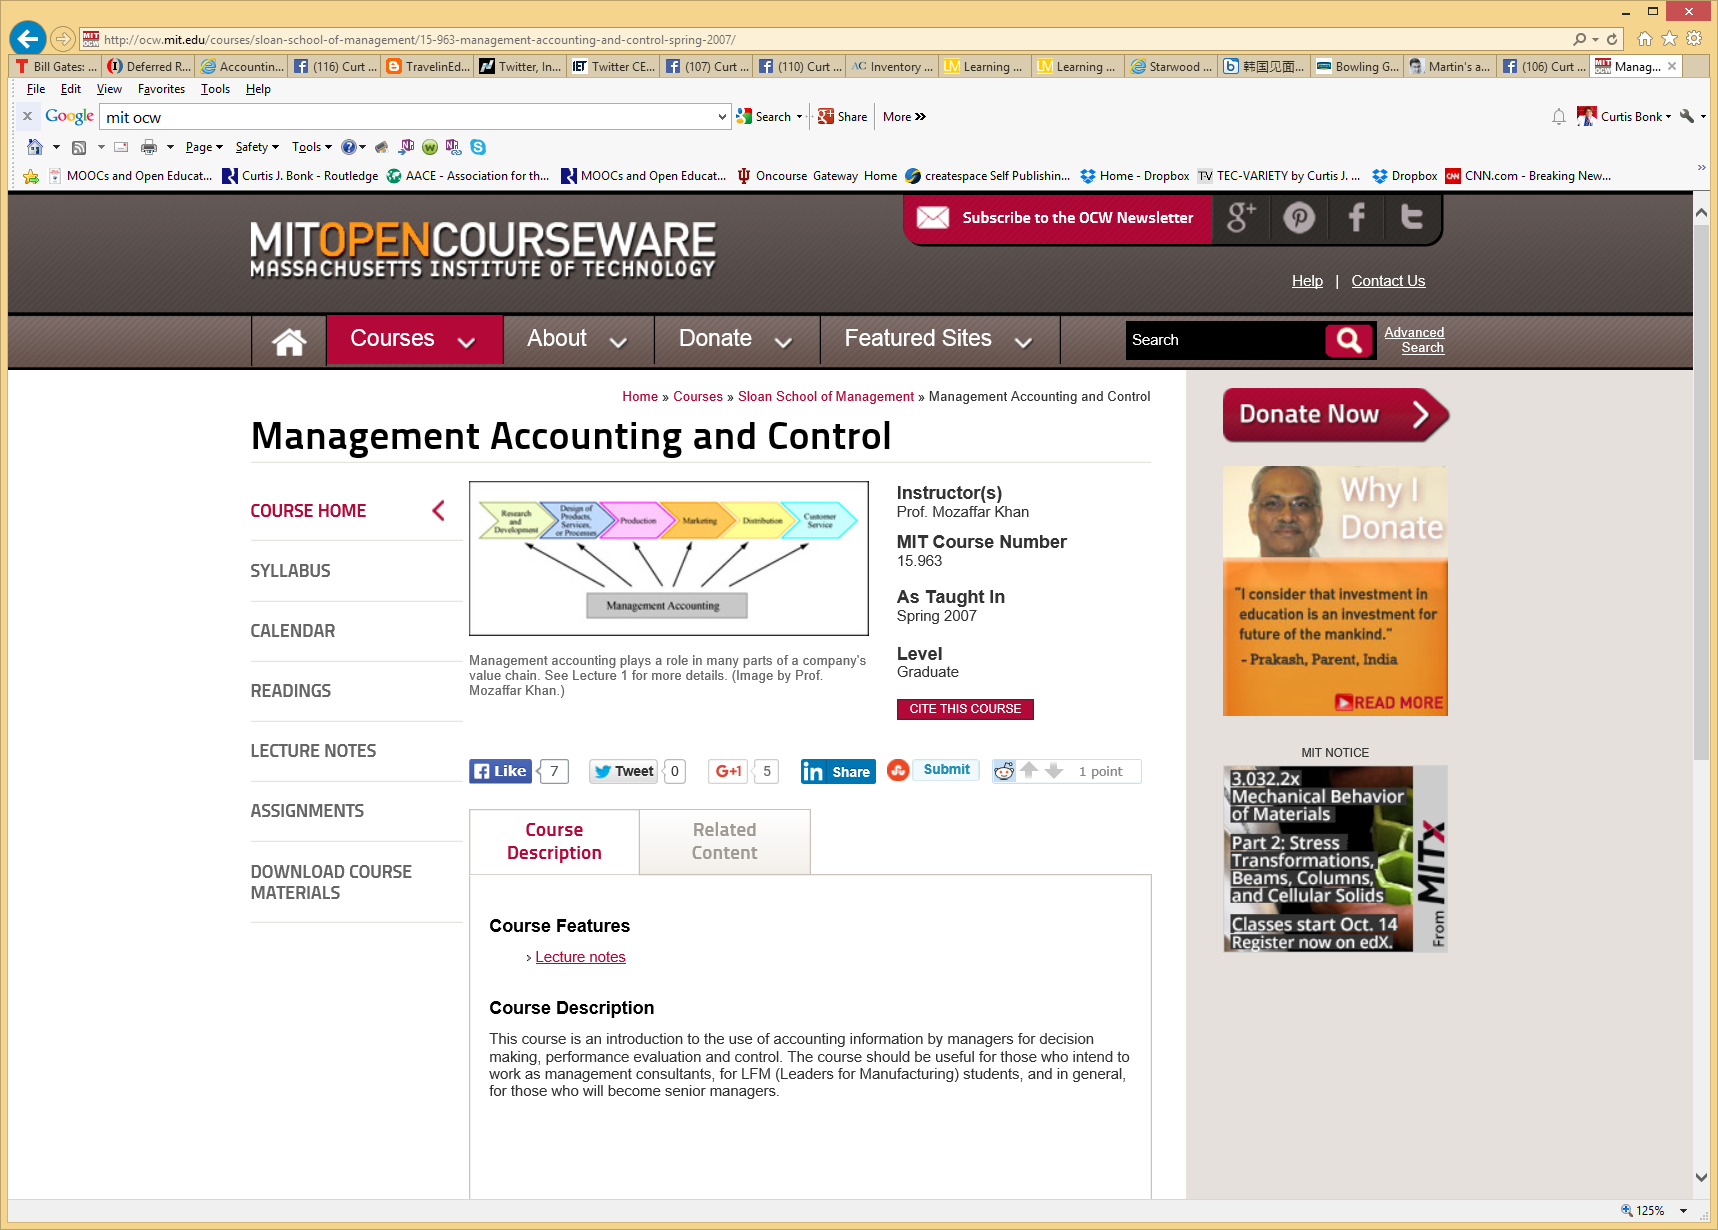 http://ocw.mit.edu/courses/sloan-school-of-management/15-963-management-accounting-and-control-spring-2007/
Bill Gates: ...
Deferred R...
Accountin...
(116) Curt ...
TravelinEd...
Twitter, In...
Twitter CE...
(107) Curt ...
(110) Curt ...
AC Inventory ...
LM Learning ...
LM Learning ...
Starwood ...
韩国见面...
Bowling G...
Martin's a...
(106) Curt ...
Manag...
File Edit View Favorites Tools Help
x Google mit ocw Search Share More » Curtis Bonk
Page Safety Tools
MOOCs and Open Educat... Curtis J. Bonk - Routledge AACE - Association for th... MOOCs and Open Educat... Oncourse Gateway Home createspace Self Publishin... Home - Dropbox TEC-VARIETY by Curtis J. ... Dropbox CNN.com - Breaking New...
MITOPENCOURSEWARE
MASSACHUSETTS INSTITUTE OF TECHNOLOGY
Subscribe to the OCW Newsletter
Help | Contact Us
Courses About Donate Featured Sites
Search
Advanced
Search
Home » Courses » Sloan School of Management » Management Accounting and Control
Management Accounting and Control
COURSE HOME
SYLLABUS
CALENDAR
READINGS
LECTURE NOTES
ASSIGNMENTS
DOWNLOAD COURSE
MATERIALS
Research
and
Development
Design of
Products,
Services,
or Processes
Production
Marketing
Distribution
Customer
Service
Management Accounting
Management accounting plays a role in many parts of a company's
value chain. See Lecture 1 for more details. (Image by Prof.
Mozaffar Khan.)
Instructor(s)
Prof. Mozaffar Khan
MIT Course Number
15.963
As Taught In
Spring 2007
Level
Graduate
CITE THIS COURSE
Like 7 Tweet 0 G+1 5 in Share Submit 1 point
Course
Description
Related
Content
Course Features
› Lecture notes
Course Description
This course is an introduction to the use of accounting information by managers for decision
making, performance evaluation and control. The course should be useful for those who intend to
work as management consultants, for LFM (Leaders for Manufacturing) students, and in general,
for those who will become senior managers.
Donate Now
Why I
Donate
"I consider that investment in
education is an investment for
future of the mankind."
- Prakash, Parent, India
READ MORE
MIT NOTICE
3.032.2x
Mechanical Behavior
of Materials
Part 2: Stress
Transformations,
Beams, Columns,
and Cellular Solids
Classes start Oct. 14
Register now on edX.
From MITx
125%